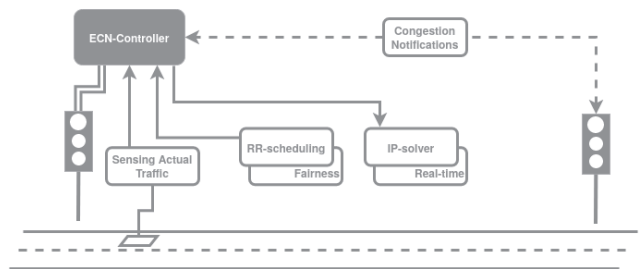 ECN-Controller
Congestion
Notifications
Sensing Actual
Traffic
RR-scheduling
Fairness
IP-solver
Real-time